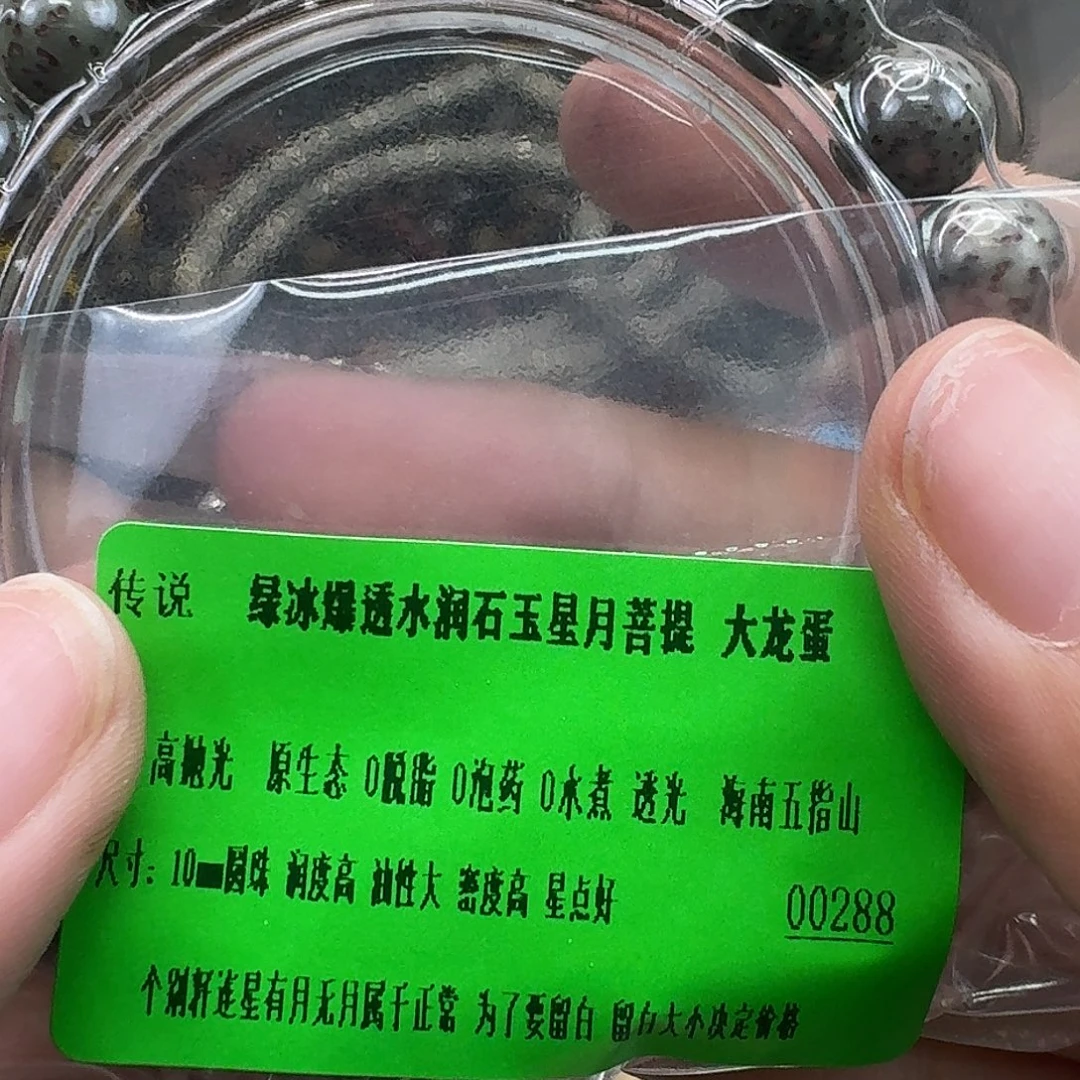 传说 绿冰爆透水润石玉星月菩提 大龙蛋
高抛光 原生态 0脱脂 0泡药 0水煮 透光 海南五指山
尺寸: 10mm圆珠 润度高 油性大 密度高 星点好
00288
个别籽连星有月无月属于正常 为了要留白 留白大小决定价格